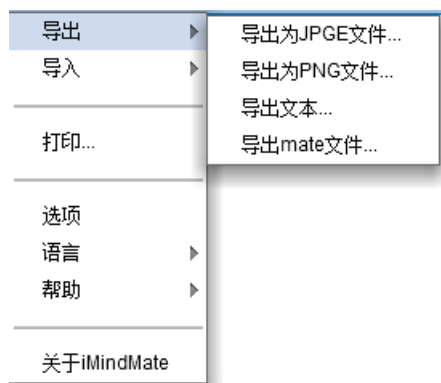 导出
导入
打印...
选项
语言
帮助
关于iMindMate
导出为JPGE文件...
导出为PNG文件...
导出文本...
导出mate文件...